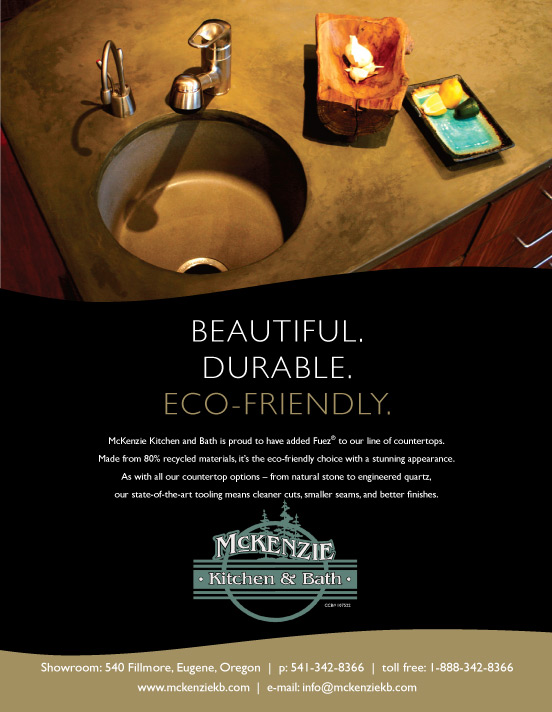 BEAUTIFUL.
DURABLE.
ECO-FRIENDLY.
McKenzie Kitchen and Bath is proud to have added Fuez® to our line of countertops.
Made from 80% recycled materials, it's the eco-friendly choice with a stunning appearance.
As with all our countertop options – from natural stone to engineered quartz,
our state-of-the-art tooling means cleaner cuts, smaller seams, and better finishes.
McKENZIE
• Kitchen & Bath •
Showroom: 540 Fillmore, Eugene, Oregon | p: 541-342-8366 | toll free: 1-888-342-8366
www.mckenziekb.com | e-mail: info@mckenziekb.com